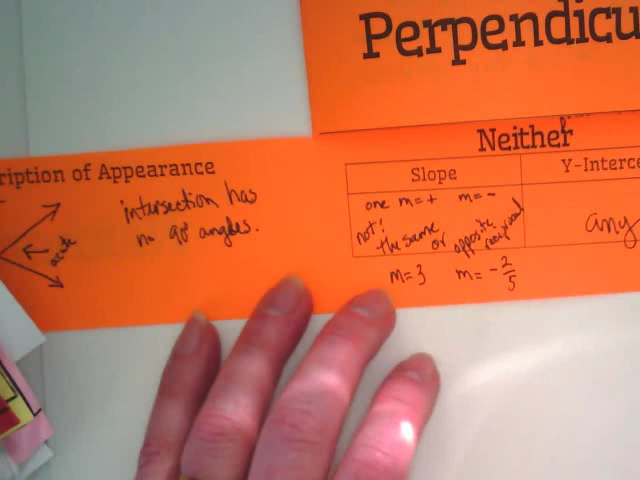 Perpendicu
Neither
ription of Appearance
Slope
Y-Interce
intersection has
no 90° angles.
acute
one m=+ m=-
not!
the same or opposite reciprocal
any
m=3 m=-2/5